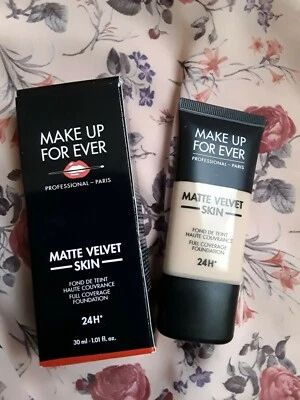 MAKE UP
FOR EVER
PROFESSIONAL – PARIS
MATTE VELVET
— SKIN —
FOND DE TEINT
HAUTE COUVRANCE
FULL COVERAGE
FOUNDATION
24H*
30 ml · 1.01 fl. oz.
MAKE UP
FOR EVER
PROFESSIONAL – PARIS
MATTE VELVET
— SKIN —
FOND DE TEINT
HAUTE COUVRANCE
FULL COVERAGE
FOUNDATION
24H*